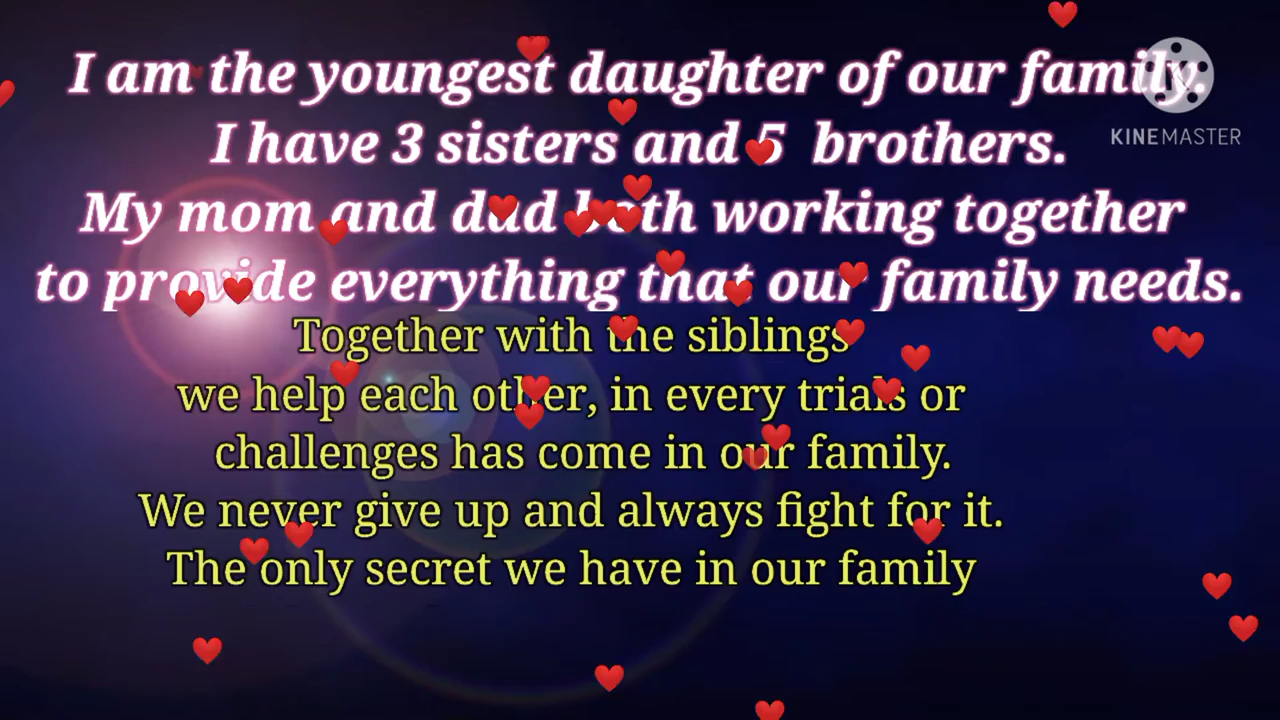 I am the youngest daughter of our family.
I have 3 sisters and 5 brothers.
My mom and dad both working together
to provide everything that our family needs.
Together with the siblings
we help each other, in every trials or
challenges has come in our family.
We never give up and always fight for it.
The only secret we have in our family
KINEMASTER